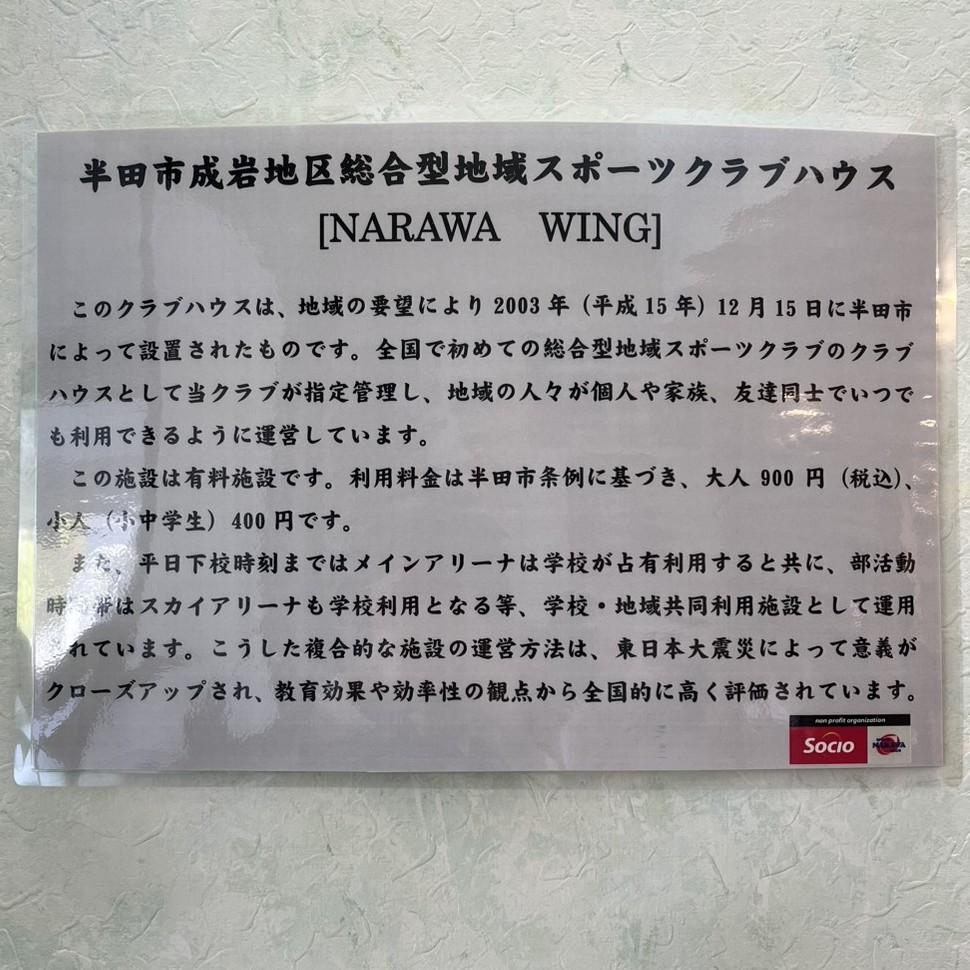 半田市成岩地区総合型地域スポーツクラブハウス
[NARAWA WING]
このクラブハウスは、地域の要望により2003年（平成15年）12月15日に半田市
によって設置されたものです。全国で初めての総合型地域スポーツクラブのクラブ
ハウスとして当クラブが指定管理し、地域の人々が個人や家族、友達同士でいつで
も利用できるように運営しています。
この施設は有料施設です。利用料金は半田市条例に基づき、大人900円（税込）、
小人（小中学生）400円です。
また、平日下校時刻まではメインアリーナは学校が占有利用すると共に、部活動
時間帯はスカイアリーナも学校利用となる等、学校・地域共同利用施設として運用
れています。こうした複合的な施設の運営方法は、東日本大震災によって意義が
クローズアップされ、教育効果や効率性の観点から全国的に高く評価されています。
non profit organization
Socio
NARAWA